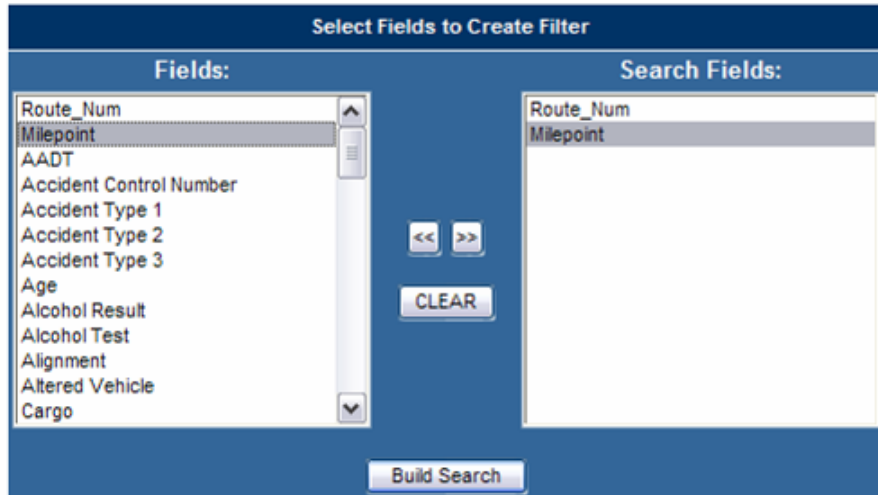 Select Fields to Create Filter
Fields:
Route_Num
Milepoint
AADT
Accident Control Number
Accident Type 1
Accident Type 2
Accident Type 3
Age
Alcohol Result
Alcohol Test
Alignment
Altered Vehicle
Cargo
<< >>
CLEAR
Search Fields:
Route_Num
Milepoint
Build Search